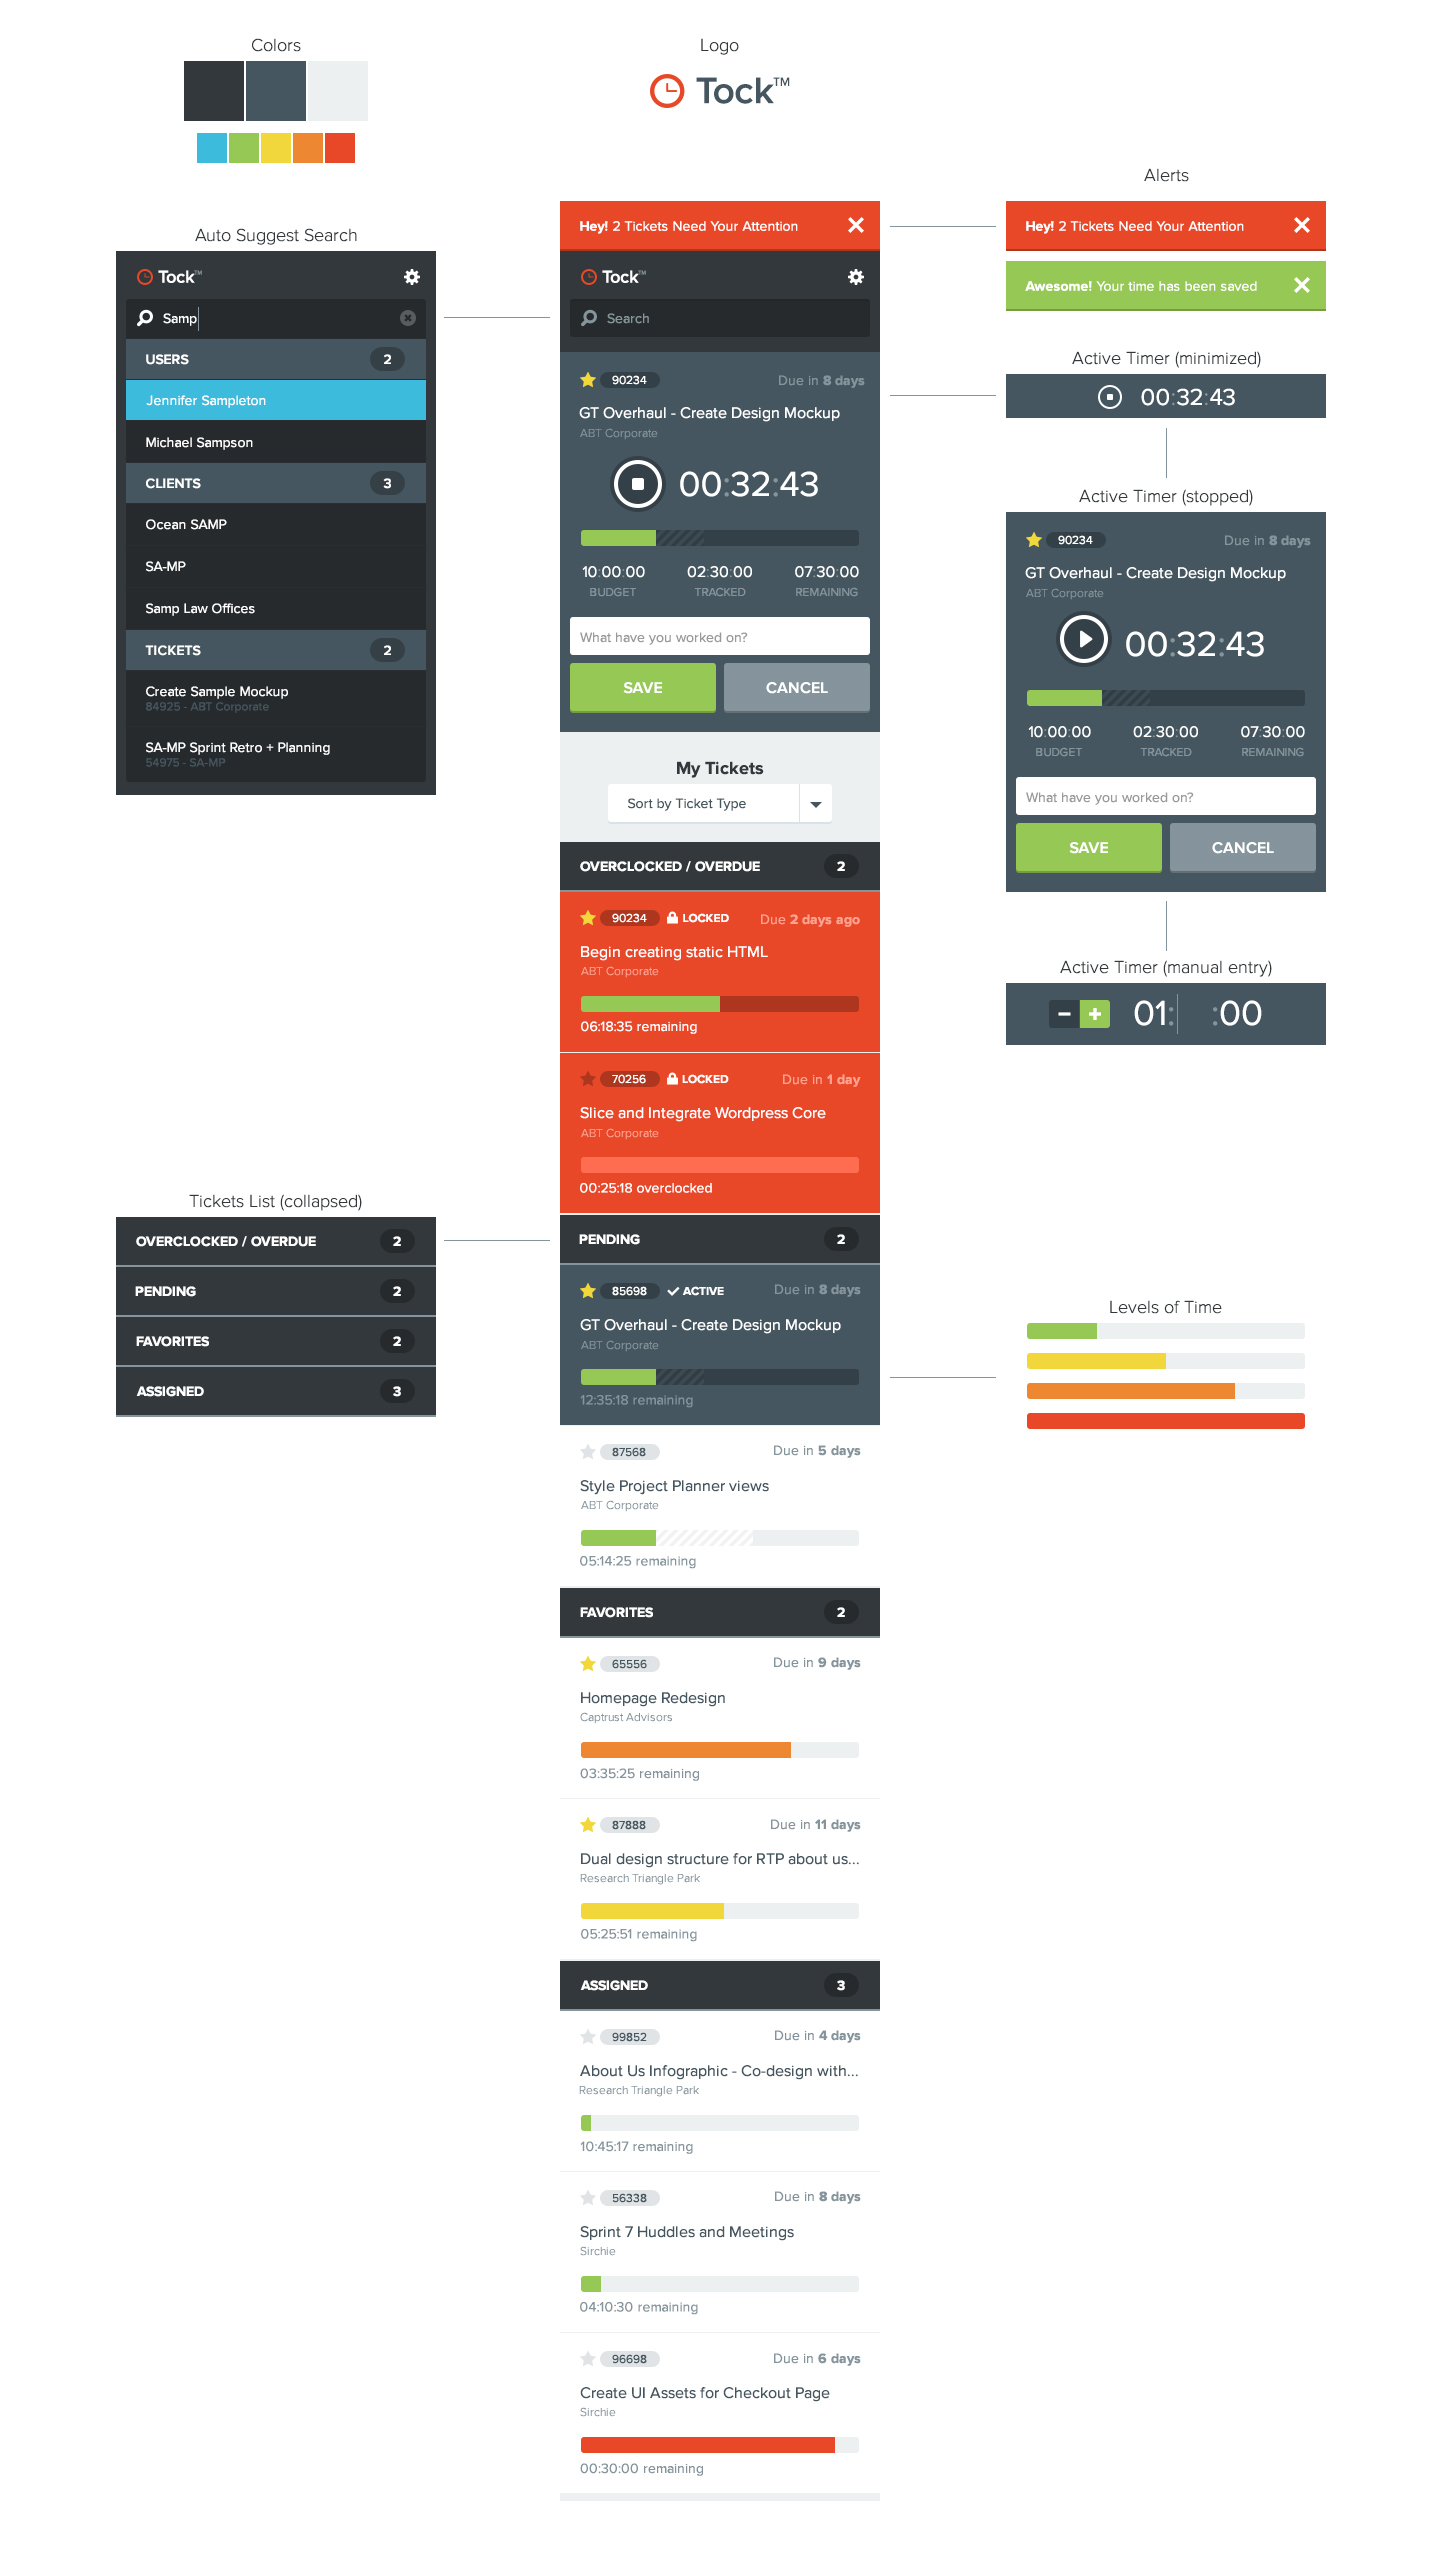 Colors
Logo
Tock™
Auto Suggest Search
Tock™
Samp
USERS 2
Jennifer Sampleton
Michael Sampson
CLIENTS 3
Ocean SAMP
SA-MP
Samp Law Offices
TICKETS 2
Create Sample Mockup
84925 - ABT Corporate
SA-MP Sprint Retro + Planning
54975 - SA-MP
Tickets List (collapsed)
OVERCLOCKED / OVERDUE 2
PENDING 2
FAVORITES 2
ASSIGNED 3
Hey! 2 Tickets Need Your Attention
Tock™
Search
90234 Due in 8 days
GT Overhaul - Create Design Mockup
ABT Corporate
00:32:43
10:00:00 02:30:00 07:30:00
BUDGET TRACKED REMAINING
What have you worked on?
SAVE CANCEL
My Tickets
Sort by Ticket Type
OVERCLOCKED / OVERDUE 2
90234 LOCKED Due 2 days ago
Begin creating static HTML
ABT Corporate
06:18:35 remaining
70256 LOCKED Due in 1 day
Slice and Integrate Wordpress Core
ABT Corporate
00:25:18 overclocked
PENDING 2
85698 ACTIVE Due in 8 days
GT Overhaul - Create Design Mockup
ABT Corporate
12:35:18 remaining
87568 Due in 5 days
Style Project Planner views
ABT Corporate
05:14:25 remaining
FAVORITES 2
65556 Due in 9 days
Homepage Redesign
Captrust Advisors
03:35:25 remaining
87888 Due in 11 days
Dual design structure for RTP about us...
Research Triangle Park
05:25:51 remaining
ASSIGNED 3
99852 Due in 4 days
About Us Infographic - Co-design with...
Research Triangle Park
10:45:17 remaining
56338 Due in 8 days
Sprint 7 Huddles and Meetings
Sirchie
04:10:30 remaining
96698 Due in 6 days
Create UI Assets for Checkout Page
Sirchie
00:30:00 remaining
Alerts
Hey! 2 Tickets Need Your Attention
Awesome! Your time has been saved
Active Timer (minimized)
00:32:43
Active Timer (stopped)
90234 Due in 8 days
GT Overhaul - Create Design Mockup
ABT Corporate
00:32:43
10:00:00 02:30:00 07:30:00
BUDGET TRACKED REMAINING
What have you worked on?
SAVE CANCEL
Active Timer (manual entry)
01: :00
Levels of Time